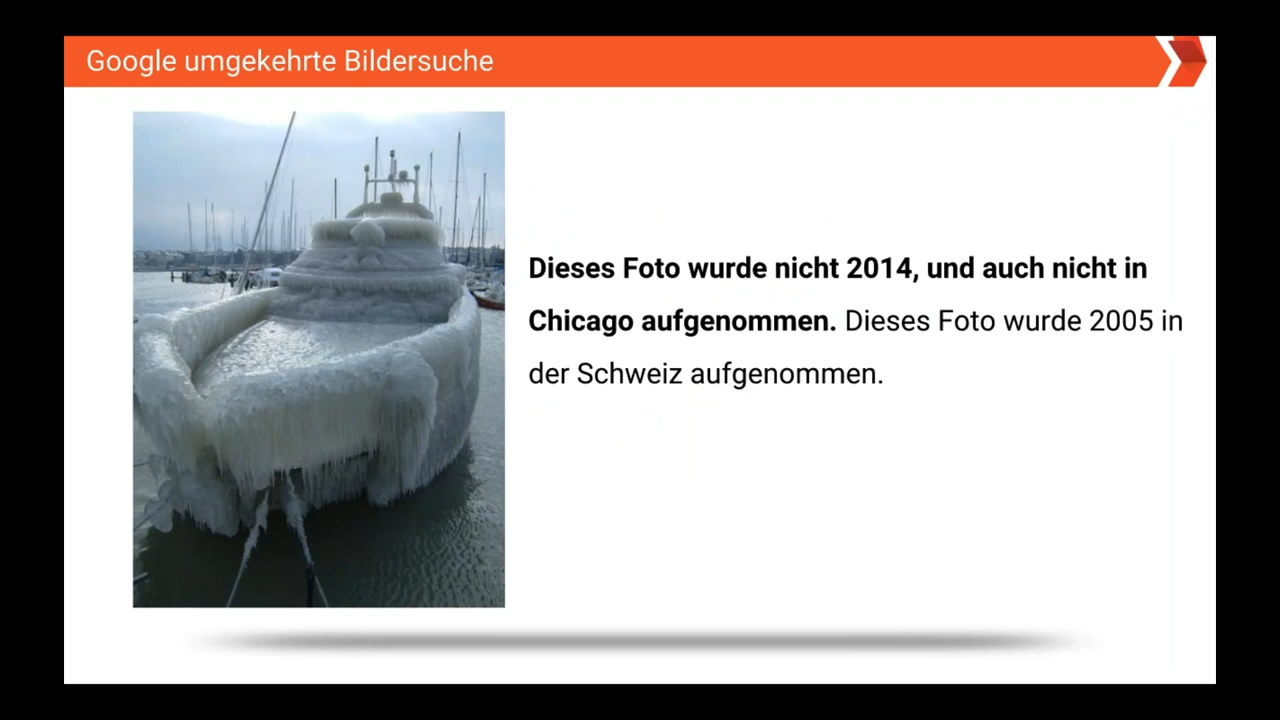 Google umgekehrte Bildersuche
Dieses Foto wurde nicht 2014, und auch nicht in
Chicago aufgenommen. Dieses Foto wurde 2005 in
der Schweiz aufgenommen.